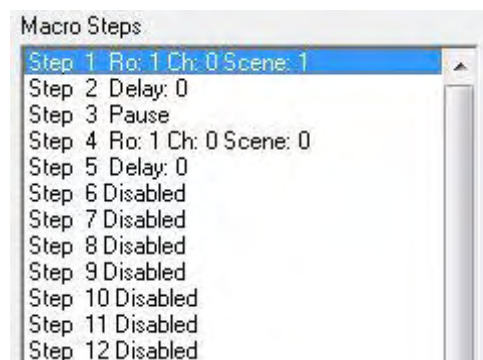 Macro Steps
Step 1 Ro: 1 Ch: 0 Scene: 1
Step 2 Delay: 0
Step 3 Pause
Step 4 Ro: 1 Ch: 0 Scene: 0
Step 5 Delay: 0
Step 6 Disabled
Step 7 Disabled
Step 8 Disabled
Step 9 Disabled
Step 10 Disabled
Step 11 Disabled
Step 12 Disabled